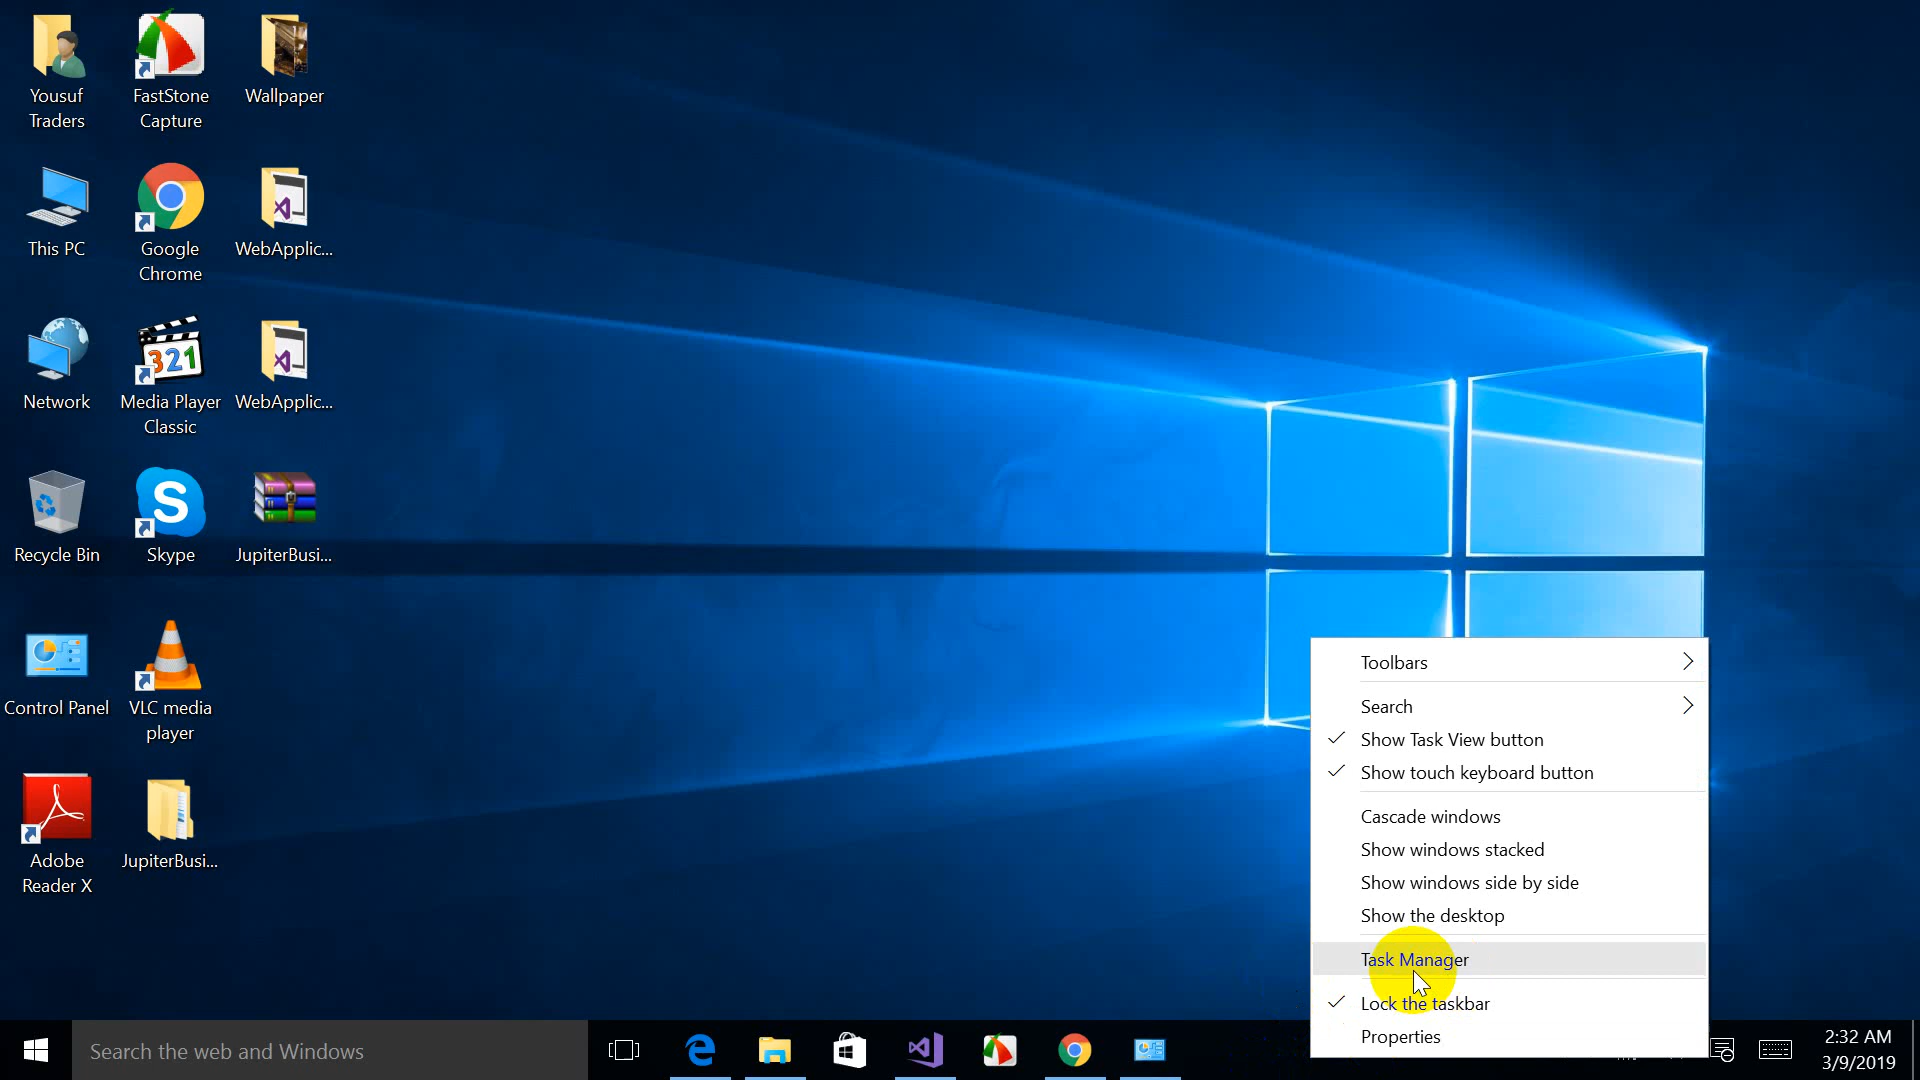 Yousuf
Traders
FastStone
Capture
Wallpaper
This PC
Google
Chrome
WebApplic...
Network
321
Media Player
Classic
WebApplic...
Recycle Bin
S
Skype
JupiterBusi...
Control Panel
VLC media
player
Adobe
Reader X
JupiterBusi...
Toolbars
Search
Show Task View button
Show touch keyboard button
Cascade windows
Show windows stacked
Show windows side by side
Show the desktop
Task Manager
Lock the taskbar
Properties
Search the web and Windows
2:32 AM
3/9/2019